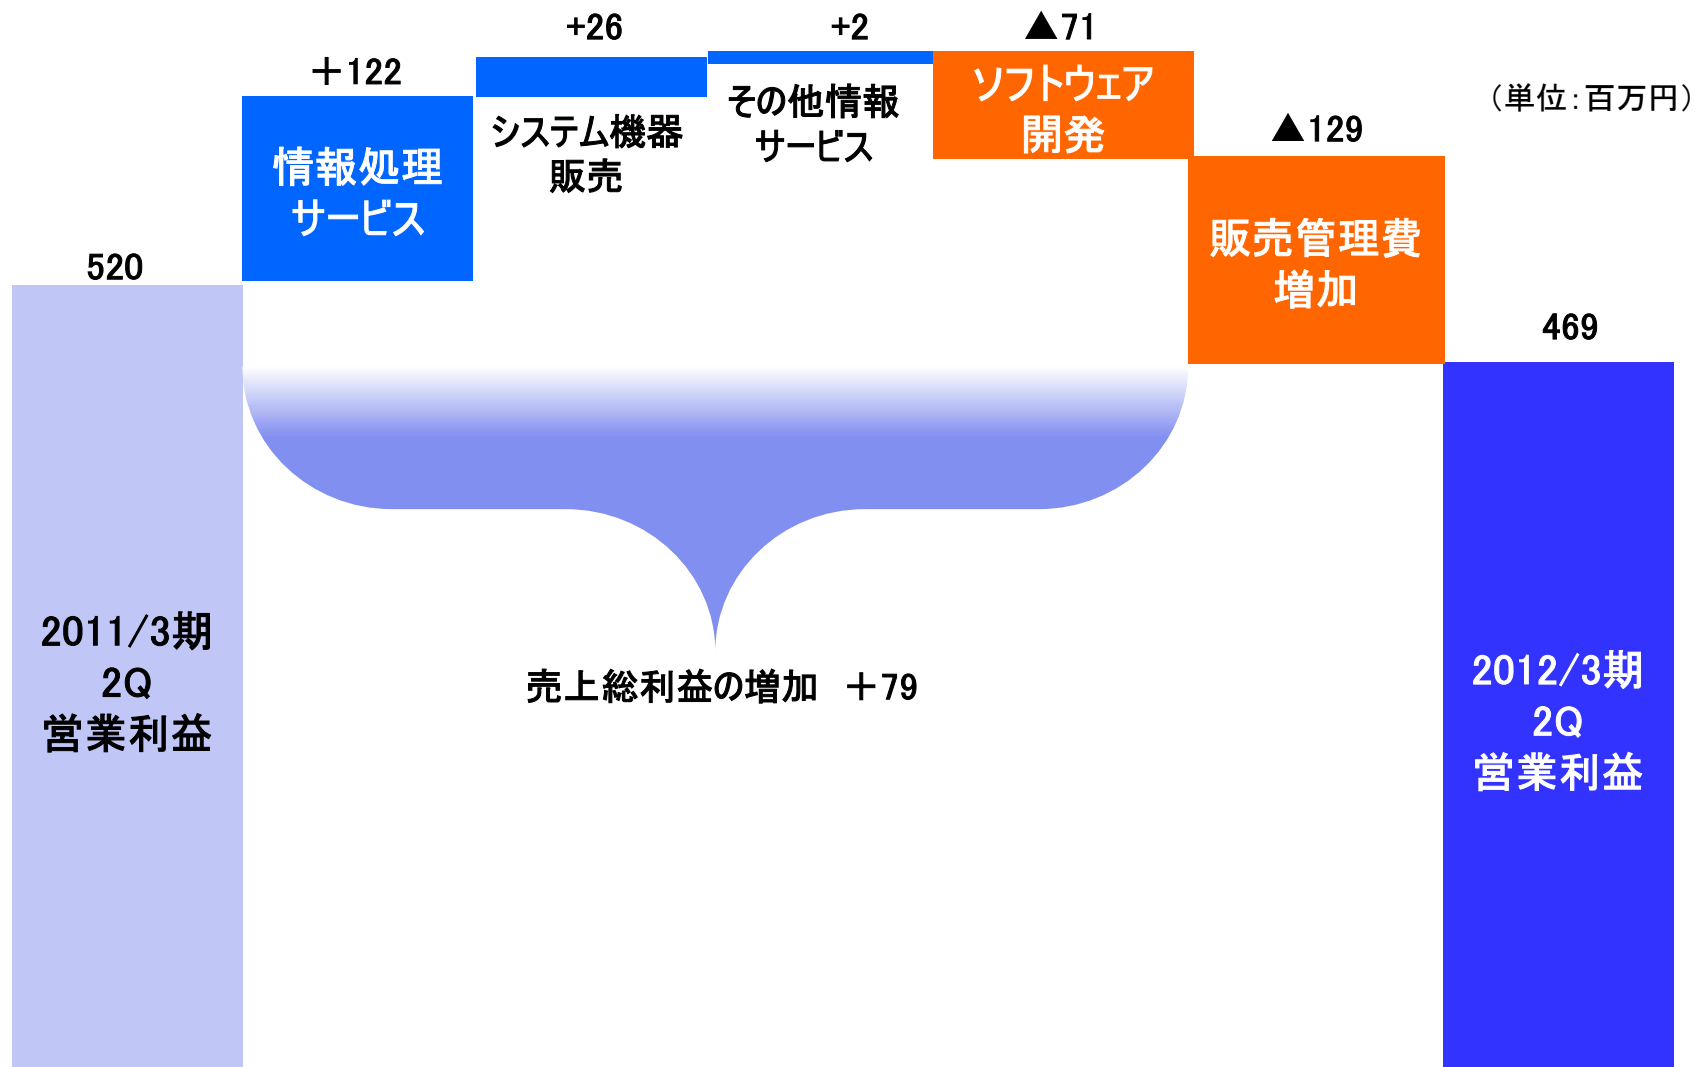 （単位：百万円）
520
2011/3期
2Q
営業利益
＋122
情報処理
サービス
+26
システム機器
販売
+2
その他情報
サービス
▲71
ソフトウェア
開発
▲129
販売管理費
増加
469
2012/3期
2Q
営業利益
売上総利益の増加　＋79